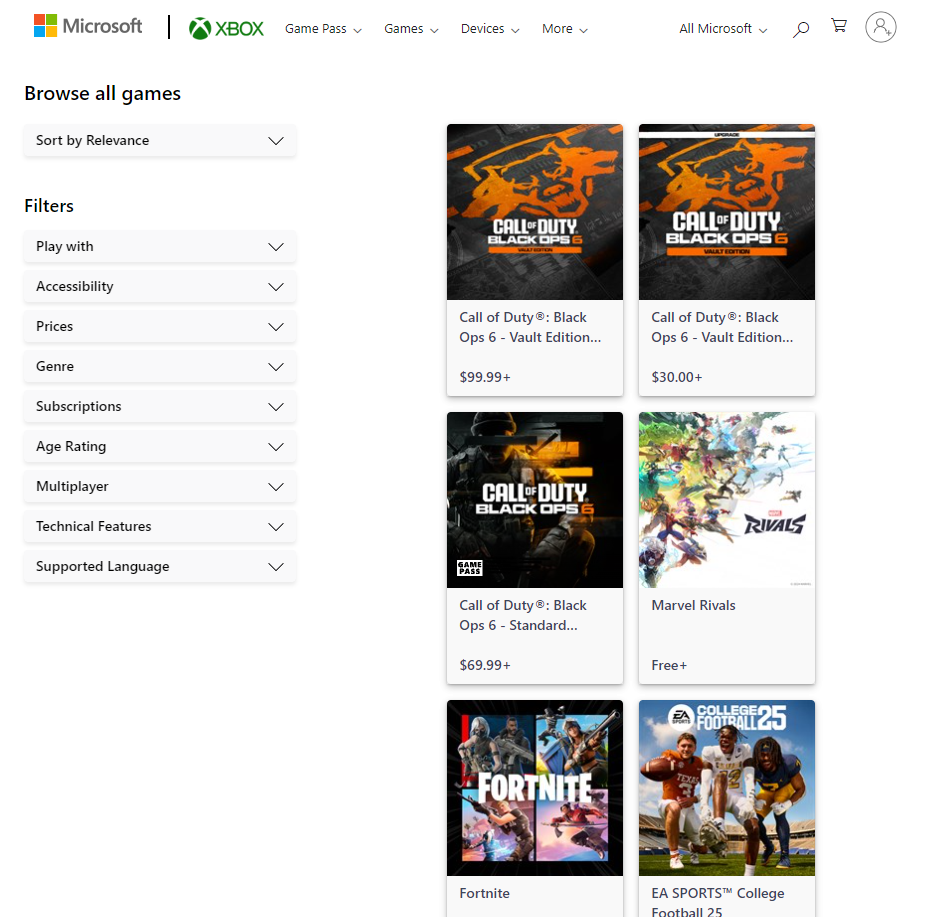 Microsoft
XBOX
Game Pass
Games
Devices
More
All Microsoft
Browse all games
Sort by Relevance
Filters
Play with
Accessibility
Prices
Genre
Subscriptions
Age Rating
Multiplayer
Technical Features
Supported Language
CALL OF DUTY
BLACK OPS 6
VAULT EDITION
Call of Duty®: Black
Ops 6 - Vault Edition...
$99.99+
UPGRADE
CALL OF DUTY
BLACK OPS 6
VAULT EDITION
Call of Duty®: Black
Ops 6 - Vault Edition...
$30.00+
CALL OF DUTY
BLACK OPS 6
GAME
PASS
Call of Duty®: Black
Ops 6 - Standard...
$69.99+
MARVEL
RIVALS
Marvel Rivals
Free+
FORTNITE
Fortnite
EA SPORTS
COLLEGE
FOOTBALL 25
TEXAS
EA SPORTS™ College
Football 25